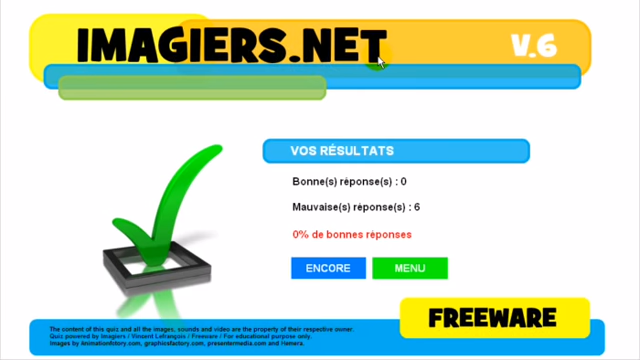 IMAGIERS.NET
V.6
VOS RÉSULTATS
Bonne(s) réponse(s) : 0
Mauvaise(s) réponse(s) : 6
0% de bonnes réponses
ENCORE
MENU
FREEWARE
The content of this quiz and all the images, sounds and video are the property of their respective owner.
Quiz powered by Imagiers / Vincent Lefrançois / Freeware / For educational purpose only.
Images by Animationfctory.com, graphicsfactory.com, presentermedia.com and Hemera.